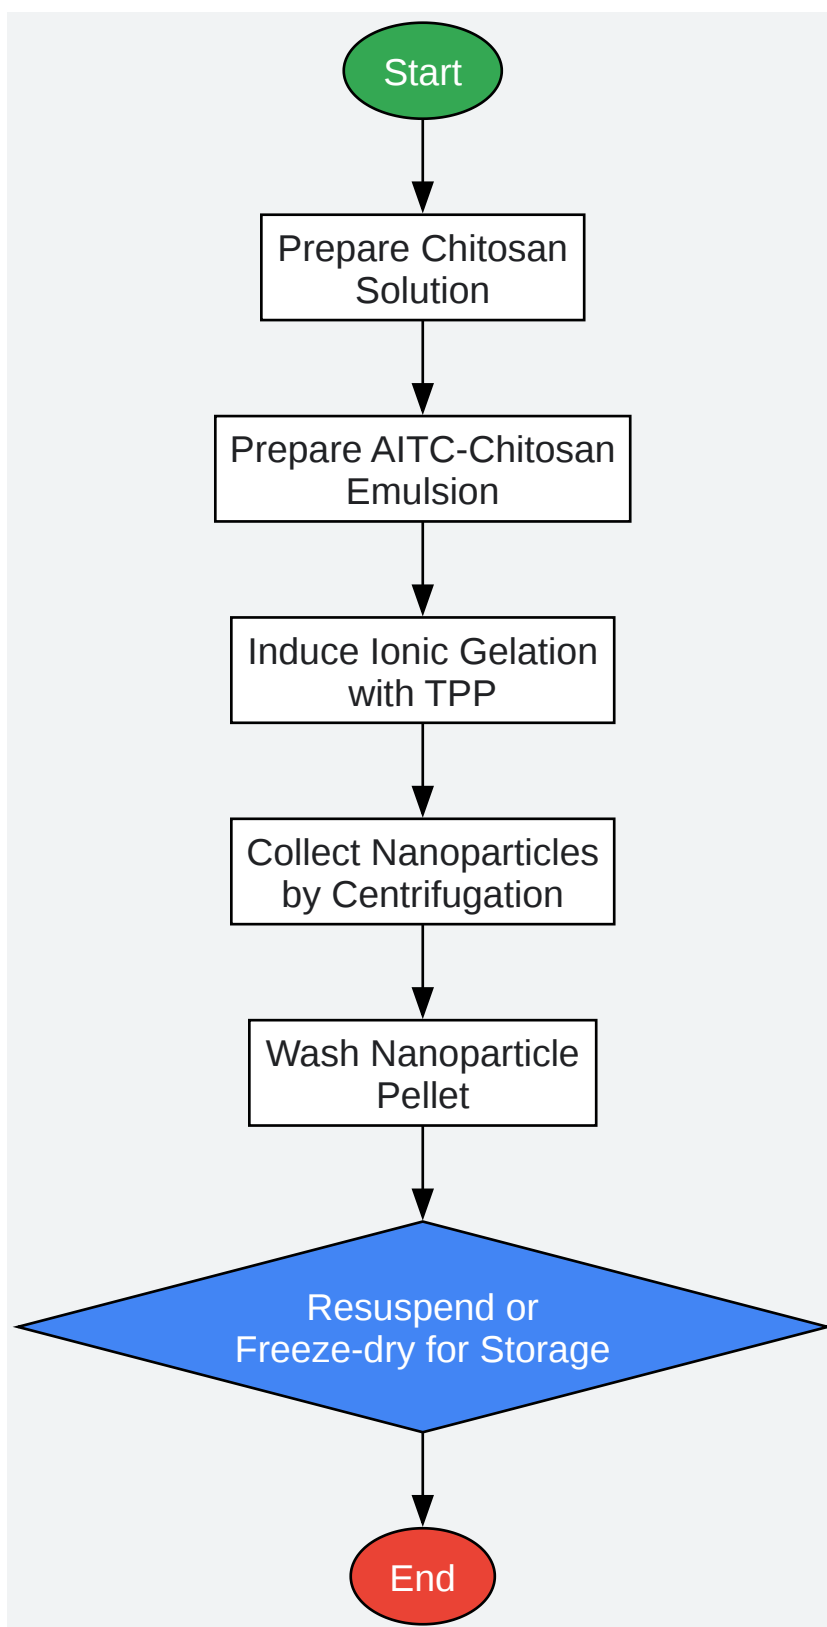 Start
Prepare Chitosan
Solution
Prepare AITC-Chitosan
Emulsion
Induce Ionic Gelation
with TPP
Collect Nanoparticles
by Centrifugation
Wash Nanoparticle
Pellet
Resuspend or
Freeze-dry for Storage
End